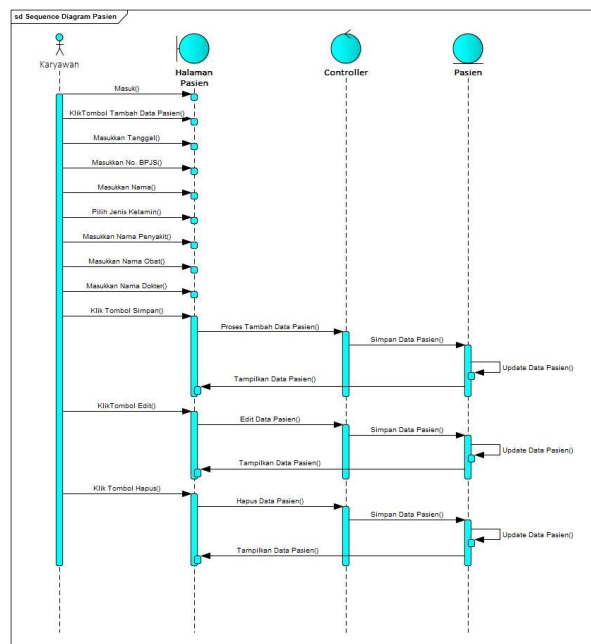 sd Sequence Diagram Pasien
Karyawan
Halaman
Pasien
Controller
Pasien
Masuk()
KlikTombol Tambah Data Pasien()
Masukkan Tanggal()
Masukkan No. BPJS()
Masukkan Nama()
Pilih Jenis Kelamin()
Masukkan Nama Penyakit()
Masukkan Nama Obat()
Masukkan Nama Dokter()
Klik Tombol Simpan()
Proses Tambah Data Pasien()
Simpan Data Pasien()
Update Data Pasien()
Tampilkan Data Pasien()
KlikTombol Edit()
Edit Data Pasien()
Simpan Data Pasien()
Update Data Pasien()
Tampilkan Data Pasien()
Klik Tombol Hapus()
Hapus Data Pasien()
Simpan Data Pasien()
Update Data Pasien()
Tampilkan Data Pasien()